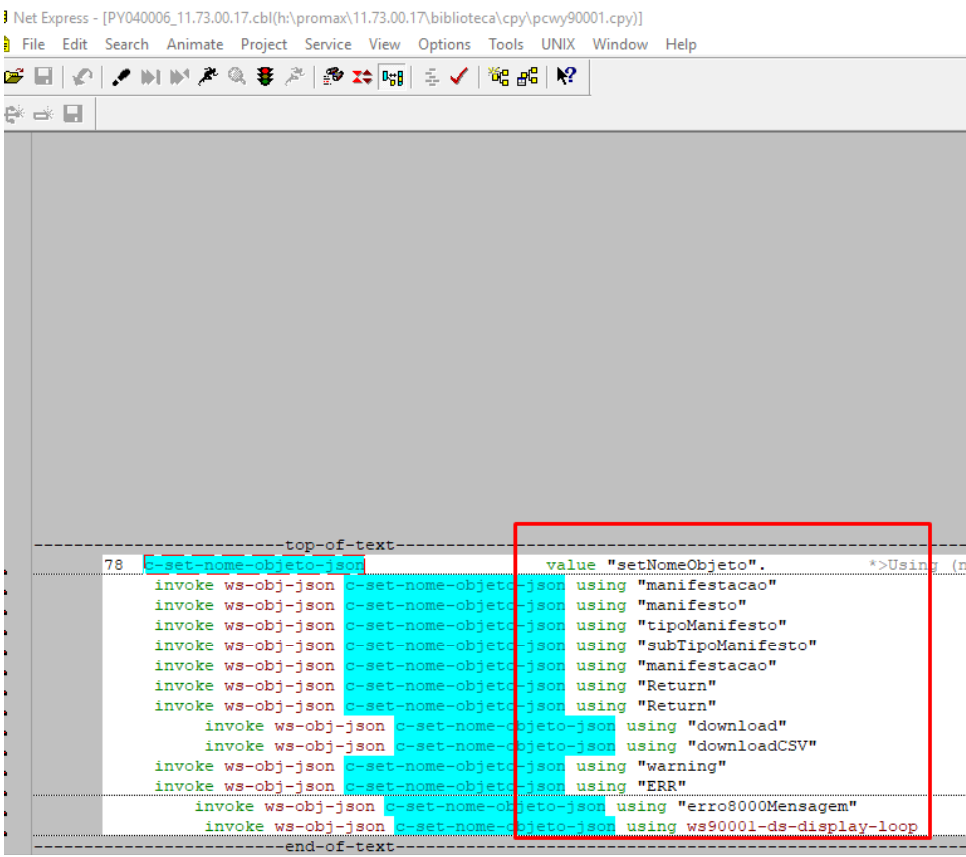 Net Express - [PY040006_11.73.00.17.cbl(h:\promax\11.73.00.17\biblioteca\cpy\pcwy90001.cpy)]
File Edit Search Animate Project Service View Options Tools UNIX Window Help
-------------------------top-of-text-------------------------
78 c-set-nome-objeto-json value "setNomeObjeto". *>Using
invoke ws-obj-json c-set-nome-objeto-json using "manifestacao"
invoke ws-obj-json c-set-nome-objeto-json using "manifesto"
invoke ws-obj-json c-set-nome-objeto-json using "tipoManifesto"
invoke ws-obj-json c-set-nome-objeto-json using "subTipoManifesto"
invoke ws-obj-json c-set-nome-objeto-json using "manifestacao"
invoke ws-obj-json c-set-nome-objeto-json using "Return"
invoke ws-obj-json c-set-nome-objeto-json using "Return"
invoke ws-obj-json c-set-nome-objeto-json using "download"
invoke ws-obj-json c-set-nome-objeto-json using "downloadCSV"
invoke ws-obj-json c-set-nome-objeto-json using "warning"
invoke ws-obj-json c-set-nome-objeto-json using "ERR"
invoke ws-obj-json c-set-nome-objeto-json using "erro8000Mensagem"
invoke ws-obj-json c-set-nome-objeto-json using ws90001-ds-display-loop
-------------------------end-of-text-------------------------